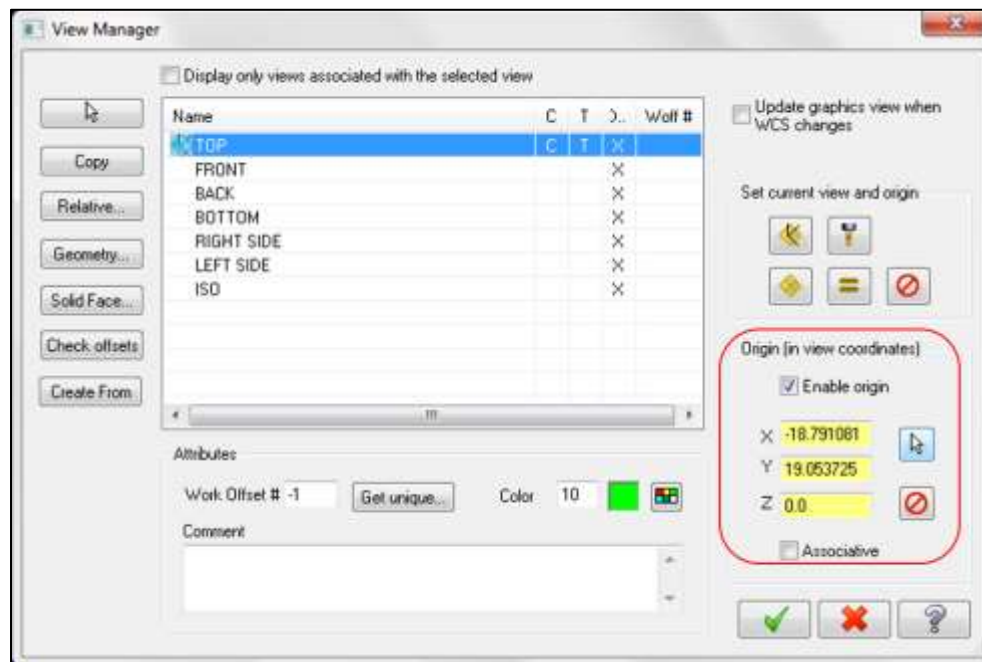 View Manager
Display only views associated with the selected view
Name C T D.. Woff #
TOP C T X
FRONT X
BACK X
BOTTOM X
RIGHT SIDE X
LEFT SIDE X
ISO X
Copy
Relative...
Geometry...
Solid Face...
Check offsets
Create From
Attributes
Work Offset # -1 Get unique... Color 10
Comment
Update graphics view when
WCS changes
Set current view and origin
Origin (in view coordinates)
Enable origin
X -18.791081
Y 19.053725
Z 0.0
Associative